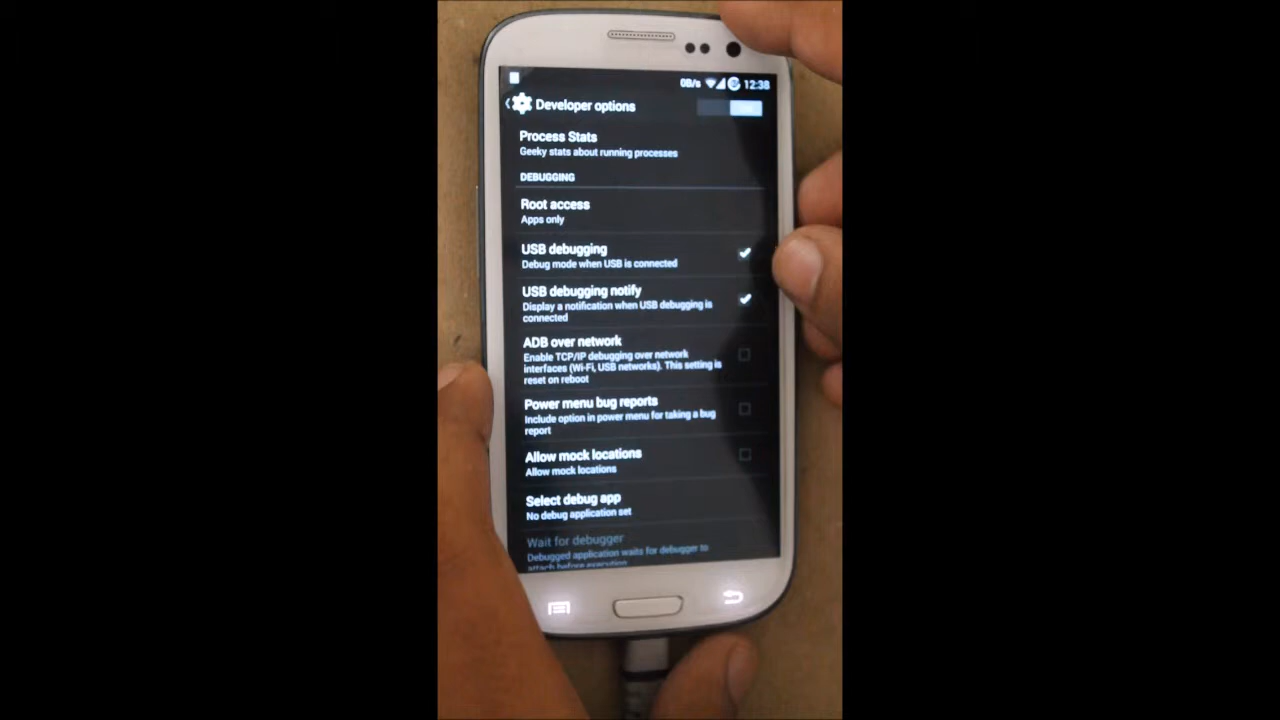 0B/s 12:38
Developer options
Process Stats
Geeky stats about running processes
DEBUGGING
Root access
Apps only
USB debugging
Debug mode when USB is connected
USB debugging notify
Display a notification when USB debugging is
connected
ADB over network
Enable TCP/IP debugging over network
interfaces (Wi-Fi, USB networks). This setting is
reset on reboot
Power menu bug reports
Include option in power menu for taking a bug
report
Allow mock locations
Allow mock locations
Select debug app
No debug application set
Wait for debugger
Debugged application waits for debugger to
attach before execution